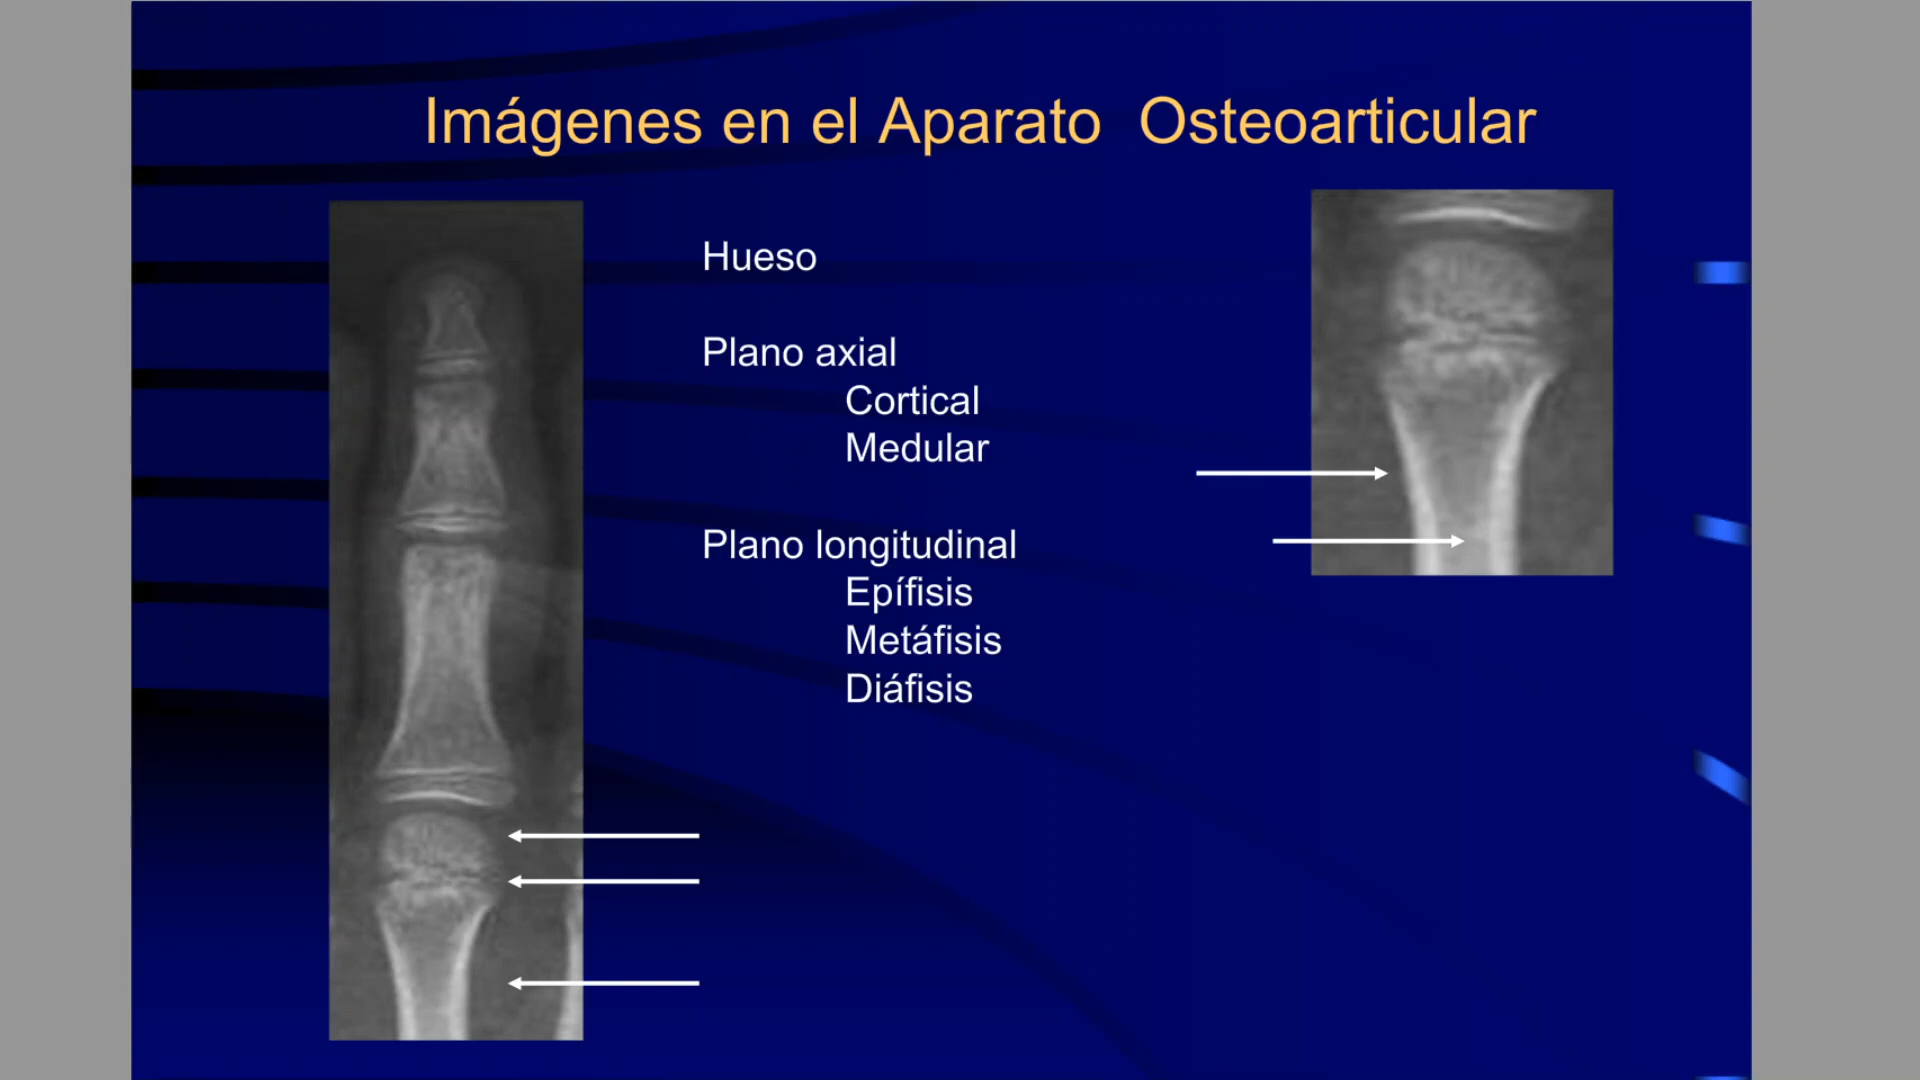 Imágenes en el Aparato Osteoarticular
Hueso
Plano axial
Cortical
Medular
Plano longitudinal
Epífisis
Metáfisis
Diáfisis